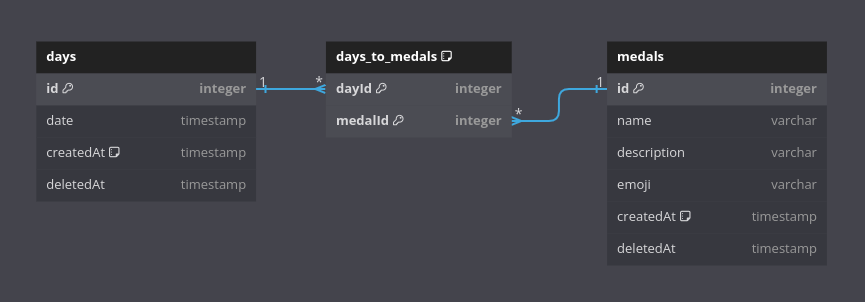 days
id integer
date timestamp
createdAt timestamp
deletedAt timestamp
1 *
days_to_medals
dayId integer
medalId integer
* 1
medals
id integer
name varchar
description varchar
emoji varchar
createdAt timestamp
deletedAt timestamp